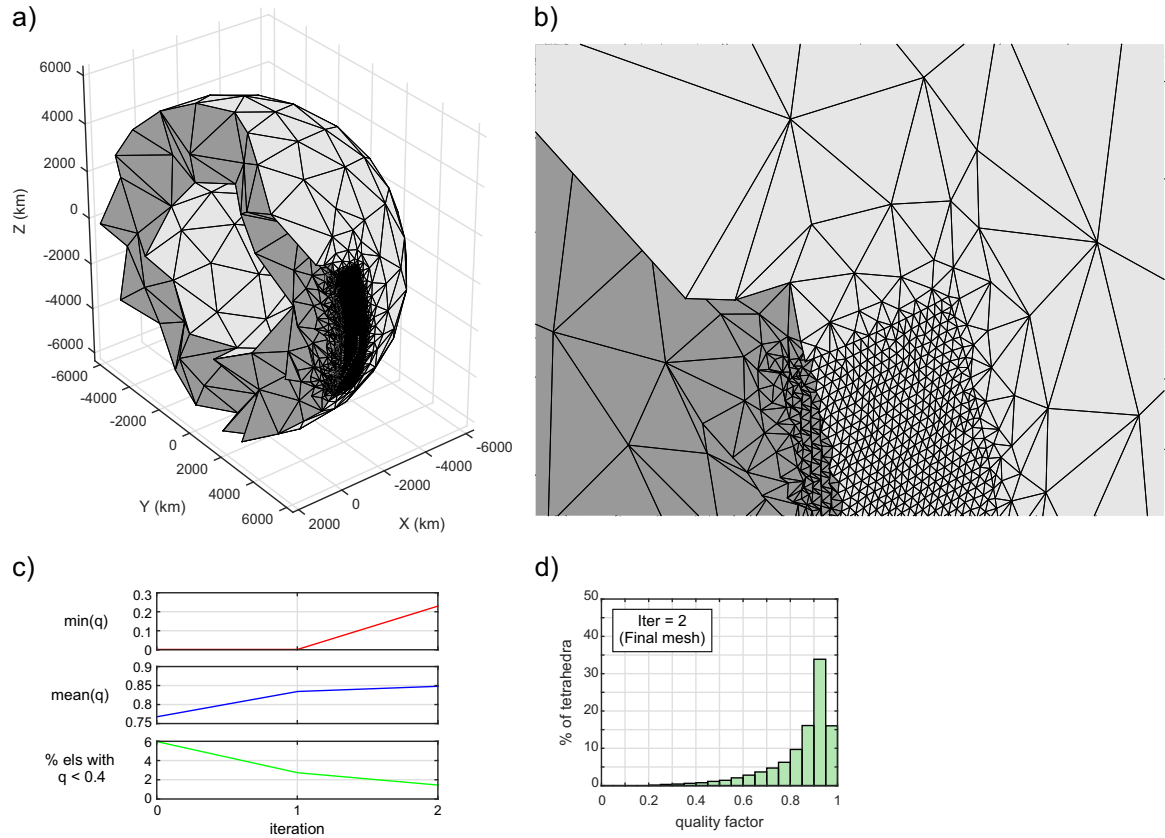 a)
6000
4000
2000
0
-2000
-4000
-6000
Z (km)
-6000
-4000
-2000
0
2000
4000
6000
Y (km)
2000
0
-2000
-4000
-6000
X (km)
b)
c)
min(q)
0.3
0.2
0.1
0
mean(q)
0.9
0.85
0.8
0.75
% els with
q < 0.4
6
4
2
0
0
1
2
iteration
d)
% of tetrahedra
50
40
30
20
10
0
Iter = 2
(Final mesh)
0
0.2
0.4
0.6
0.8
1
quality factor